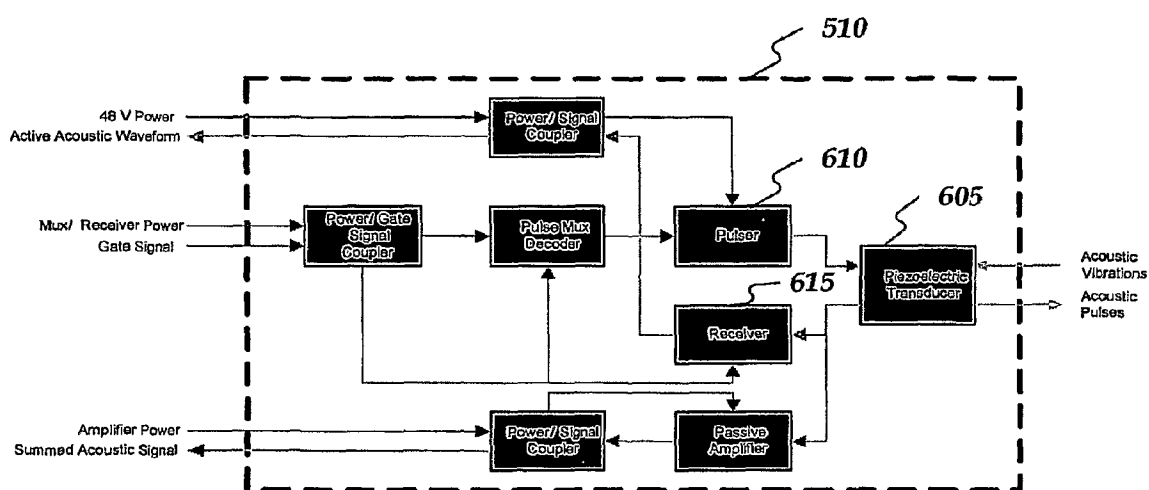 510
48 V Power
Active Acoustic Waveform
Power/ Signal
Coupler
610
605
Mux/ Receiver Power
Gate Signal
Power/ Gate
Signal
Coupler
Pulse Mux
Decoder
Pulser
Piezoelectric
Transducer
Acoustic
Vibrations
Acoustic
Pulses
615
Receiver
Amplifier Power
Summed Acoustic Signal
Power/ Signal
Coupler
Passive
Amplifier